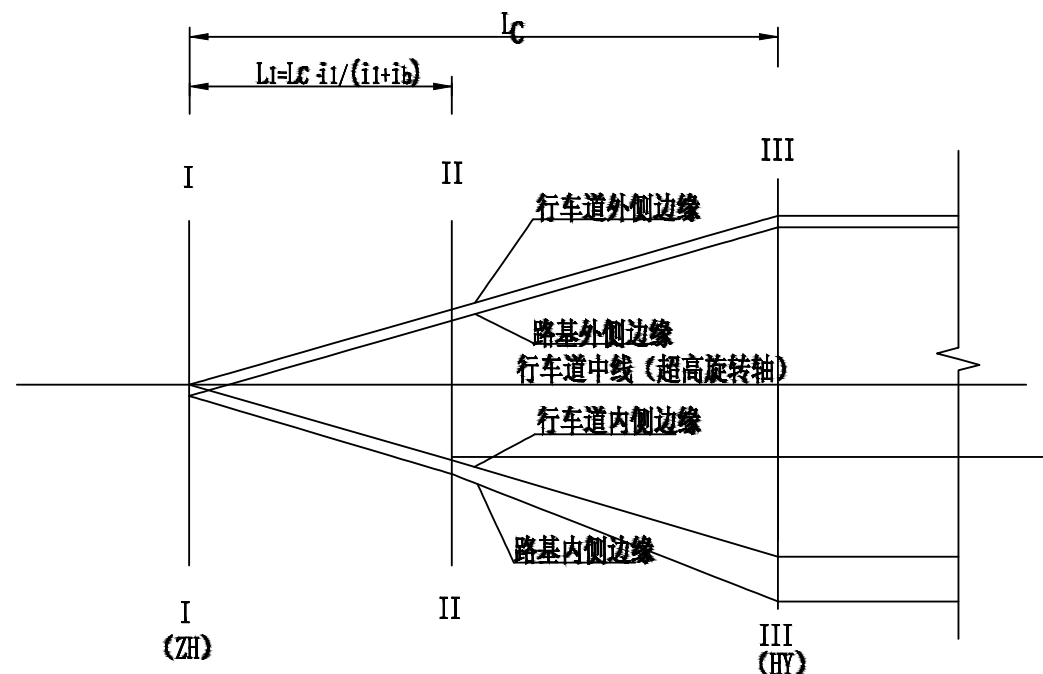 LC
L1=LC·i1/(i1+ib)
I
II
III
行车道外侧边缘
路基外侧边缘
行车道中线（超高旋转轴）
行车道内侧边缘
路基内侧边缘
I
(ZH)
II
III
(HY)